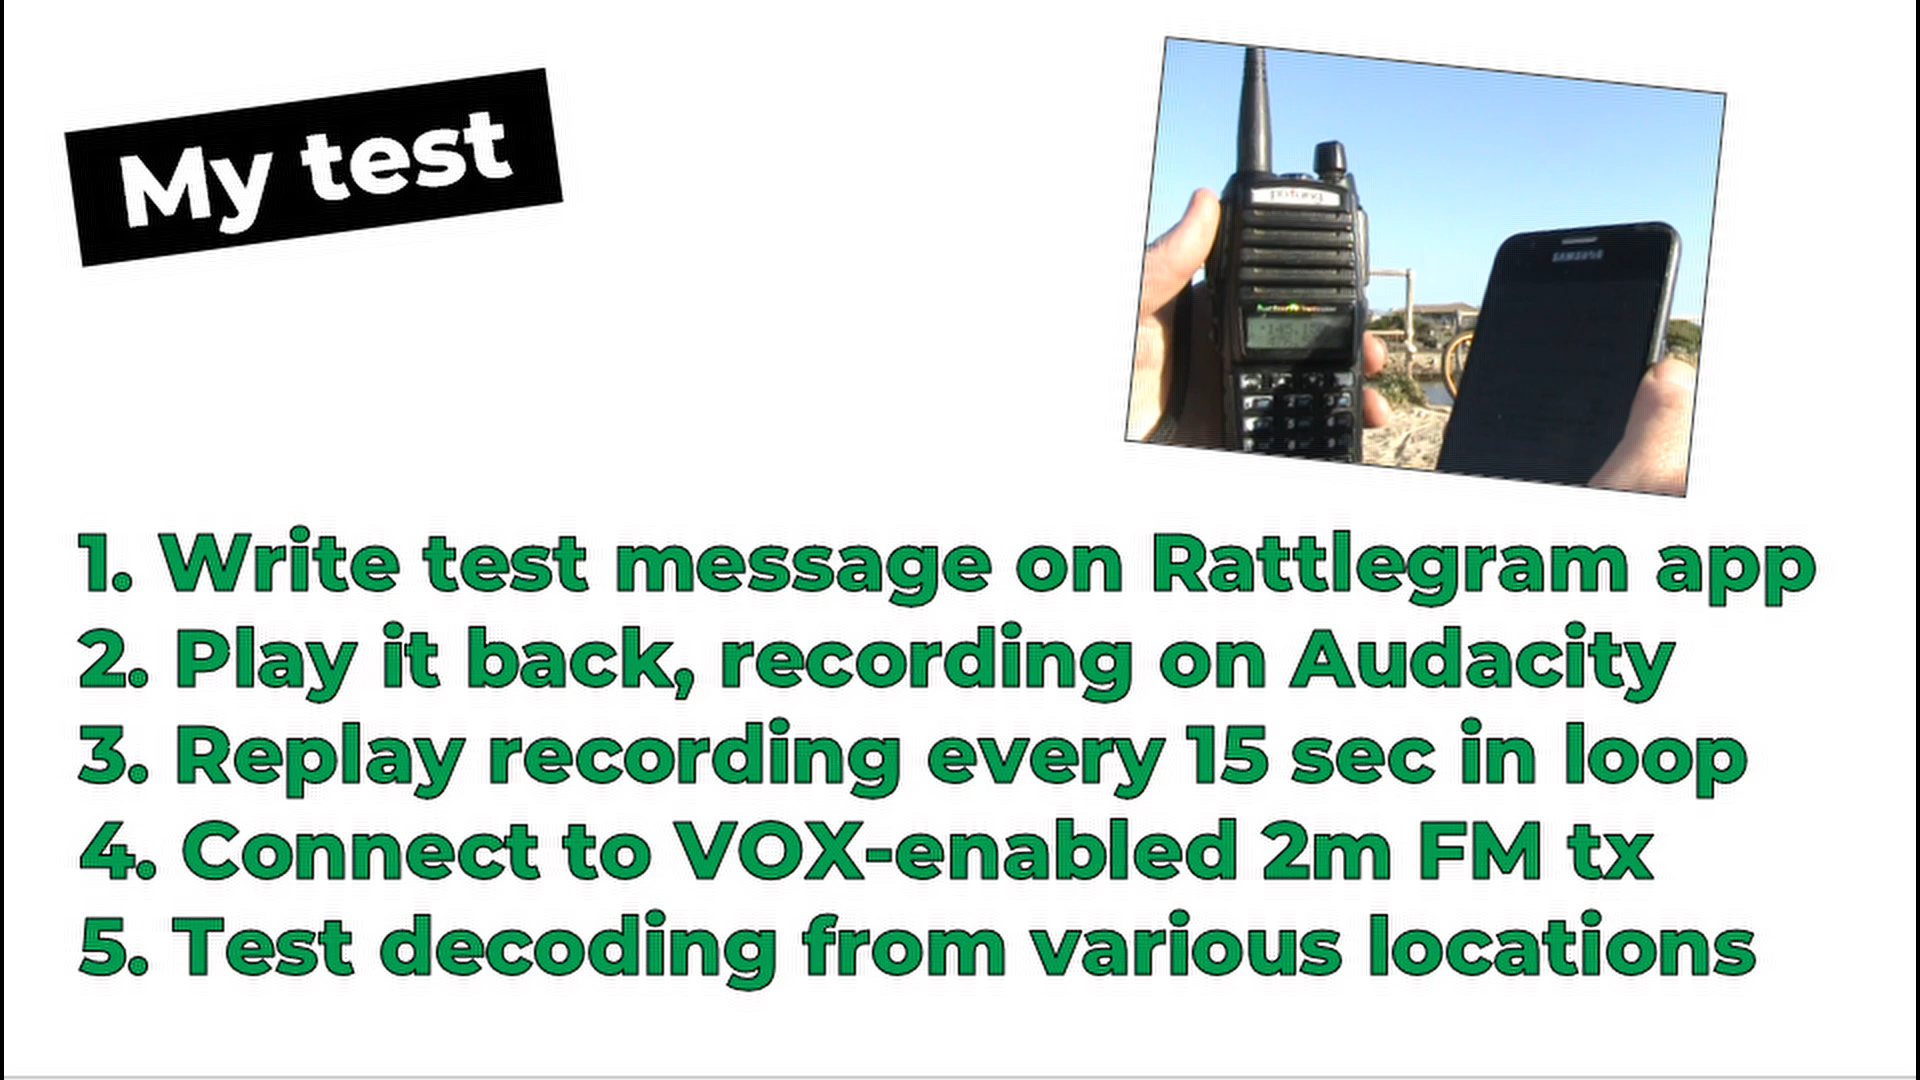 My test
SAMSUNG
1. Write test message on Rattlegram app
2. Play it back, recording on Audacity
3. Replay recording every 15 sec in loop
4. Connect to VOX-enabled 2m FM tx
5. Test decoding from various locations